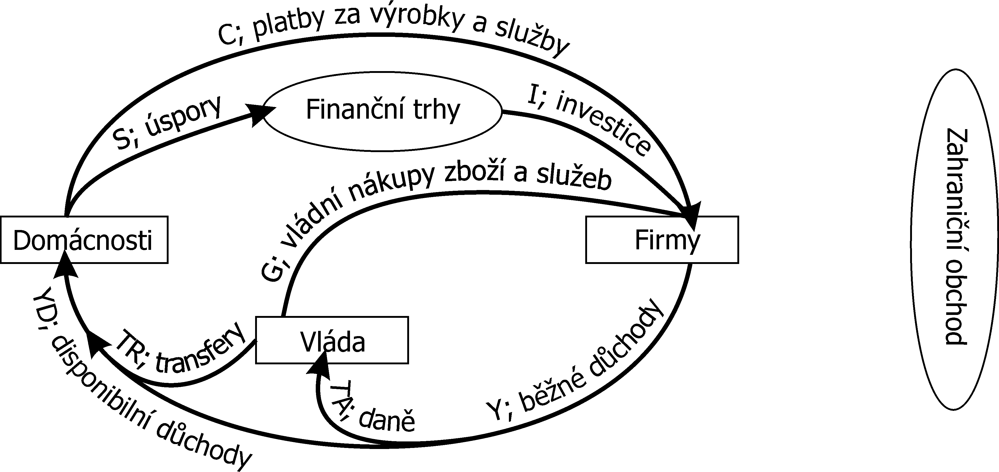 C; platby za výrobky a služby
S; úspory
Finanční trhy
I; investice
G; vládní nákupy zboží a služeb
Domácnosti
Firmy
Zahraniční obchod
Vláda
YD; disponibilní důchody
TR; transfery
TA; daně
Y; běžné důchody